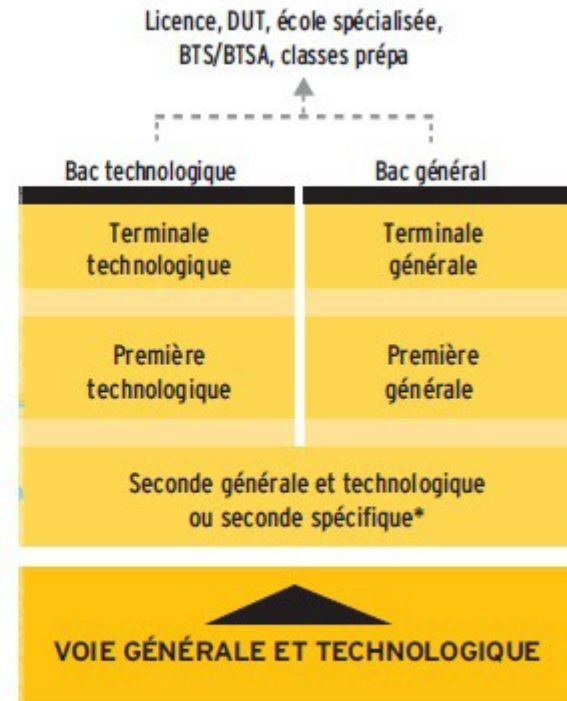 Licence, DUT, école spécialisée,
BTS/BTSA, classes prépa
Bac technologique
Bac général
Terminale
technologique
Terminale
générale
Première
technologique
Première
générale
Seconde générale et technologique
ou seconde spécifique*
VOIE GÉNÉRALE ET TECHNOLOGIQUE